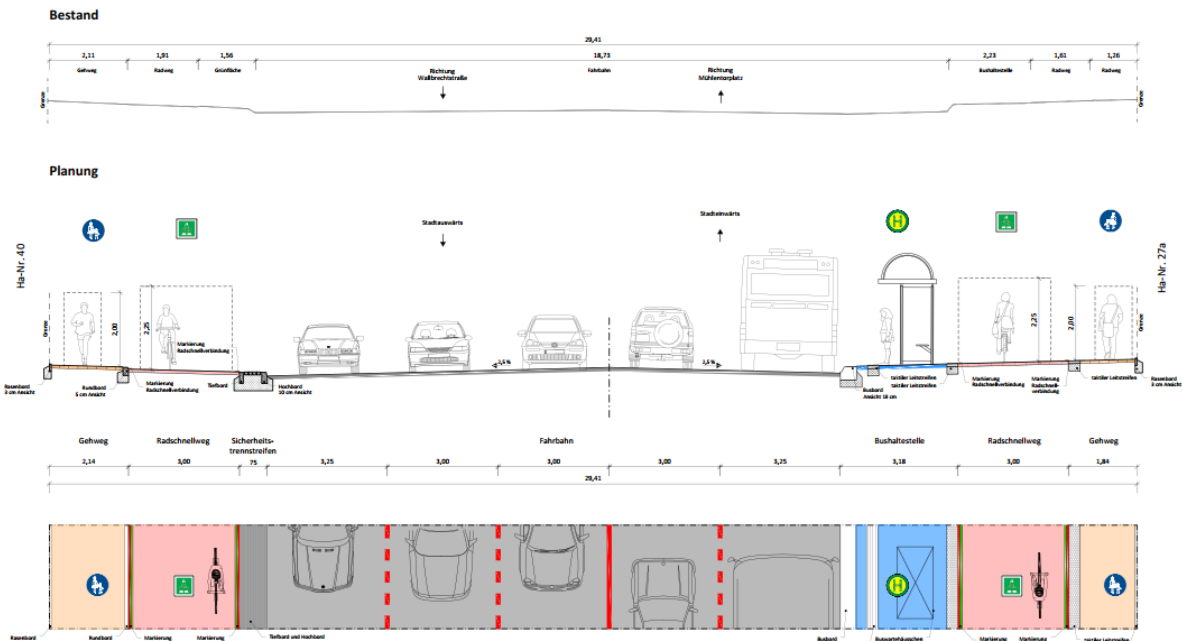 Bestand
29,41
2,11
1,91
1,56
18,73
2,23
1,61
1,26
Gehweg
Radweg
Grünfläche
Richtung
Wallbrechtstraße
Fahrbahn
Richtung
Mühlentorplatz
Bushaltestelle
Radweg
Radweg
Grenze
Grenze
Planung
Ha-Nr. 40
Stadtauswärts
Stadteinwärts
H
Ha-Nr. 27a
Grenze
2,00
2,25
2,25
2,00
Grenze
Markierung
Radschnellverbindung
2,5 %
2,5 %
Rasenbord
3 cm Ansicht
Rundbord
5 cm Ansicht
Markierung
Radschnellverbindung
Tiefbord
Hochbord
10 cm Ansicht
Busbord
Ansicht 18 cm
taktiler Leitstreifen
taktiler Leitstreifen
Markierung
Radschnellverbindung
Markierung
Radschnell-
verbindung
taktiler Leitstreifen
Rasenbord
3 cm Ansicht
Gehweg
Radschnellweg
Sicherheits-
trennstreifen
Fahrbahn
Bushaltestelle
Radschnellweg
Gehweg
2,14
3,00
75
3,25
3,00
3,00
3,00
3,25
3,18
3,00
1,84
29,41
H
Rasenbord
Rundbord
Markierung
Markierung
Tiefbord und Hochbord
Busbord
Buswartehäuschen
Markierung
Markierung
taktiler Leitstreifen
Rasenbord